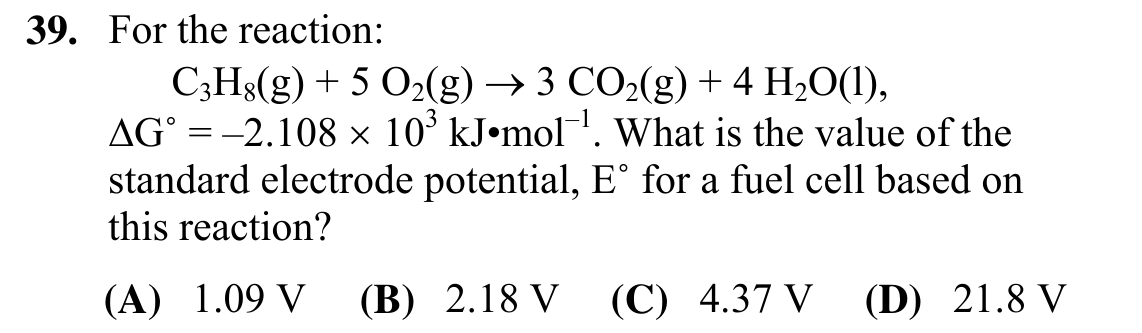 39. For the reaction:
C₃H₈(g) + 5 O₂(g) → 3 CO₂(g) + 4 H₂O(l),
ΔG° = –2.108 × 10³ kJ•mol⁻¹. What is the value of the
standard electrode potential, E° for a fuel cell based on
this reaction?
(A) 1.09 V (B) 2.18 V (C) 4.37 V (D) 21.8 V